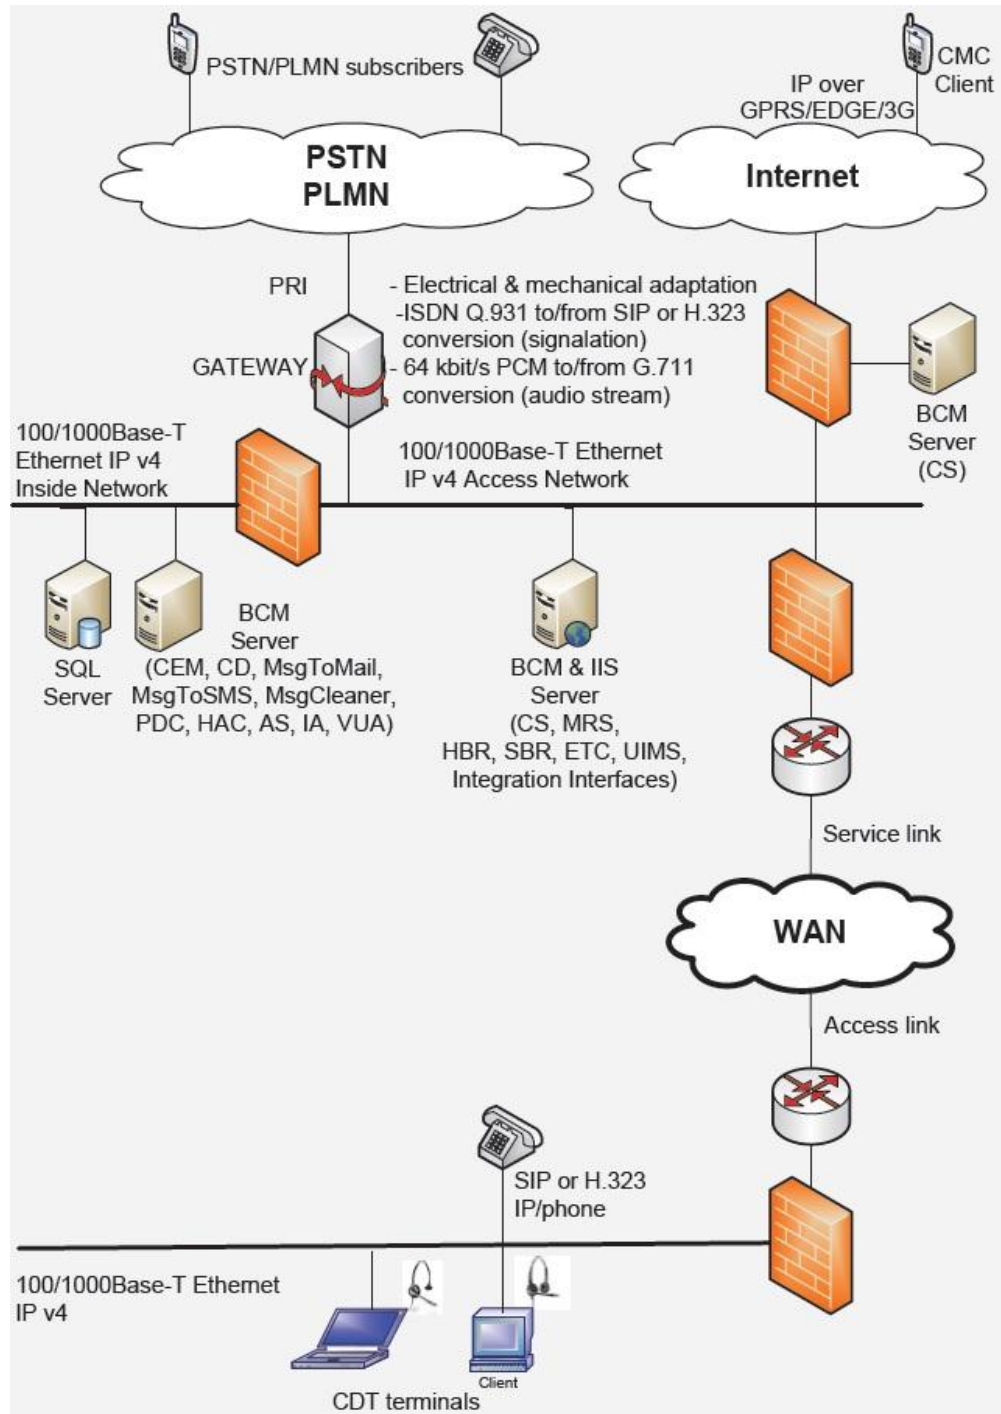 PSTN/PLMN subscribers
CMC
Client
IP over
GPRS/EDGE/3G
PSTN
PLMN
Internet
PRI
- Electrical & mechanical adaptation
-ISDN Q.931 to/from SIP or H.323
conversion (signalation)
GATEWAY
- 64 kbit/s PCM to/from G.711
conversion (audio stream)
BCM
Server
(CS)
100/1000Base-T
Ethernet IP v4
Inside Network
100/1000Base-T Ethernet
IP v4 Access Network
SQL
Server
BCM
Server
(CEM, CD, MsgToMail,
MsgToSMS, MsgCleaner,
PDC, HAC, AS, IA, VUA)
BCM & IIS
Server
(CS, MRS,
HBR, SBR, ETC, UIMS,
Integration Interfaces)
Service link
WAN
Access link
SIP or H.323
IP/phone
100/1000Base-T Ethernet
IP v4
Client
CDT terminals